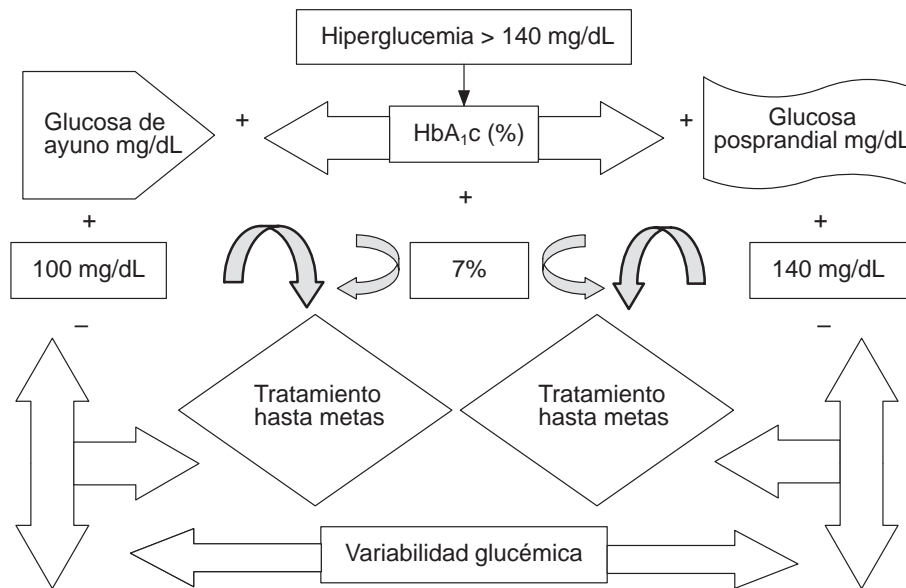 Hiperglucemia > 140 mg/dL
Glucosa de
ayuno mg/dL
+
HbA₁c (%)
+
Glucosa
posprandial mg/dL
+
+
+
100 mg/dL
7%
140 mg/dL
–
–
Tratamiento
hasta metas
Tratamiento
hasta metas
Variabilidad glucémica